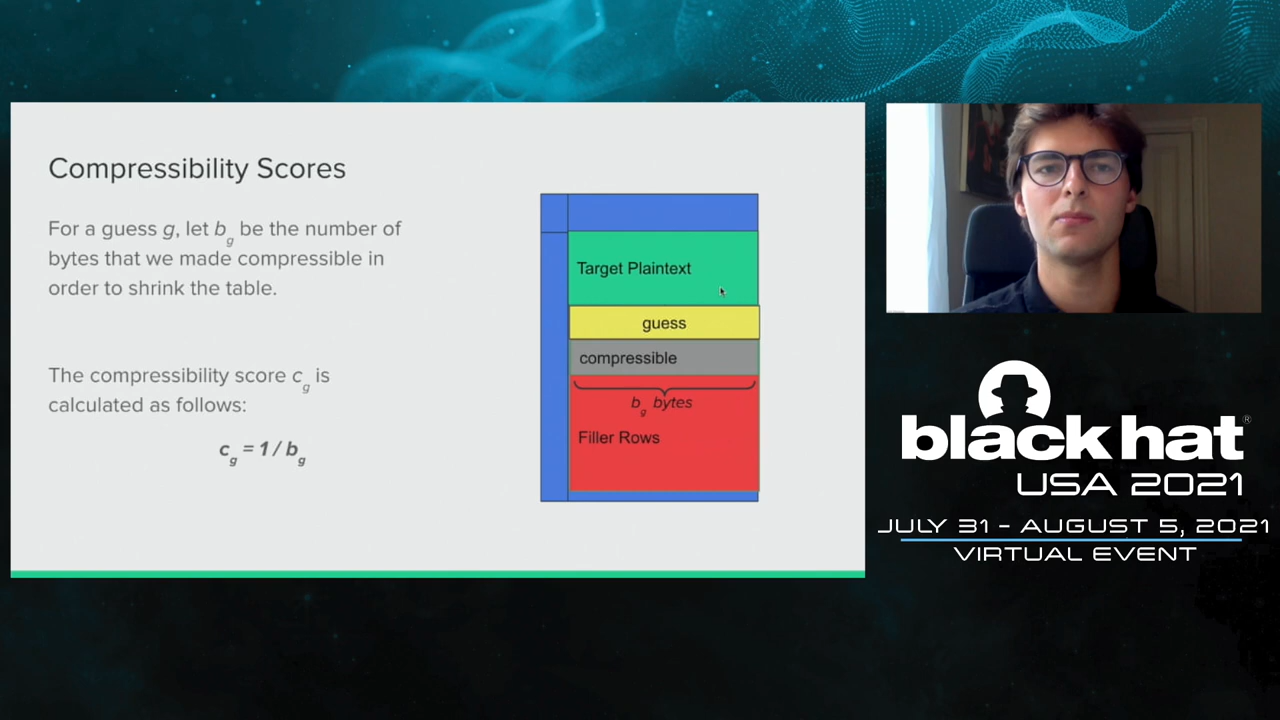 Compressibility Scores
For a guess g, let b_g be the number of
bytes that we made compressible in
order to shrink the table.
The compressibility score c_g is
calculated as follows:
c_g = 1 / b_g
Target Plaintext
guess
compressible
b_g bytes
Filler Rows
black hat®
USA 2021
JULY 31 - AUGUST 5, 2021
VIRTUAL EVENT